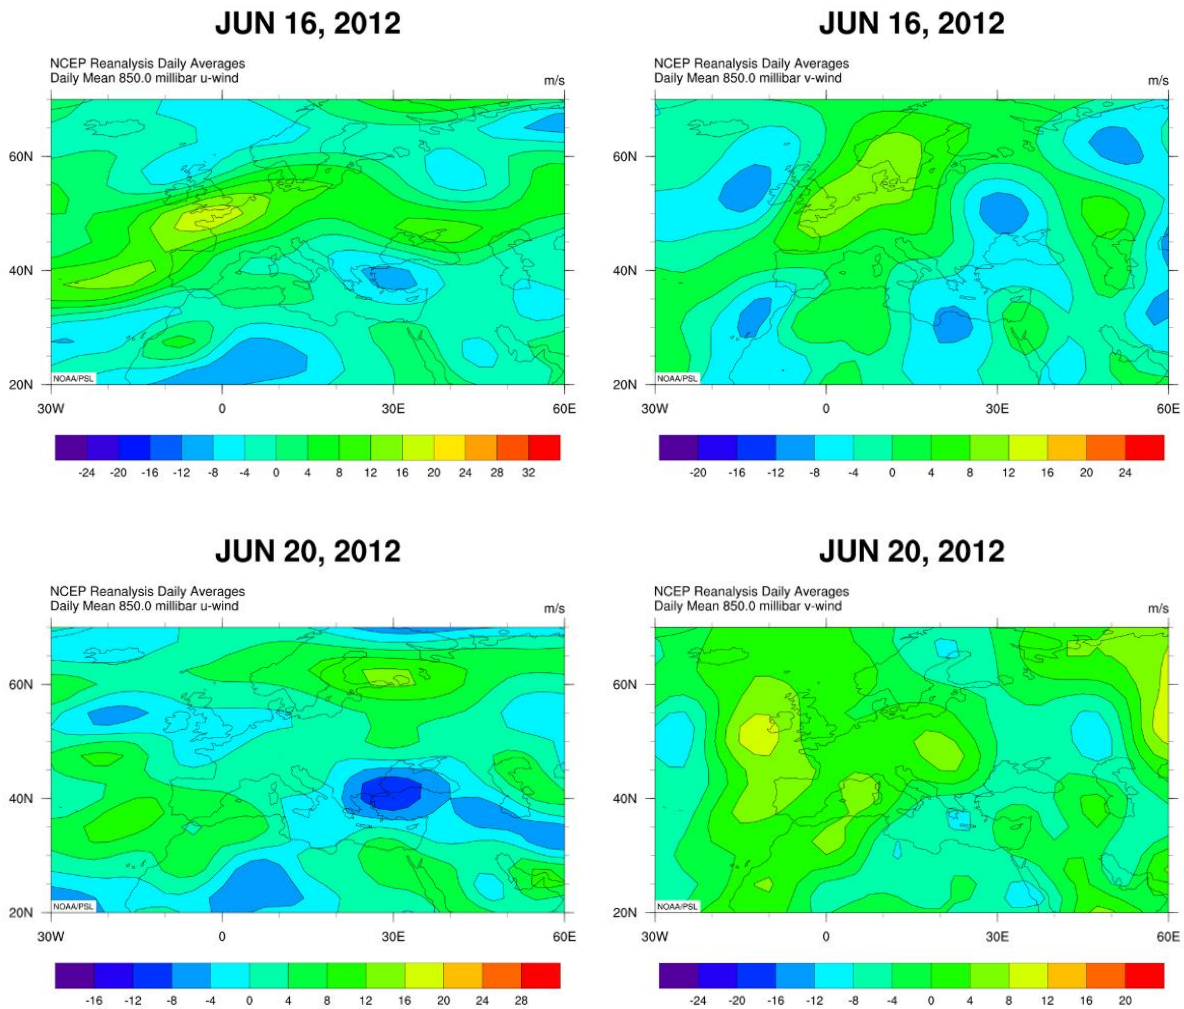 JUN 16, 2012
NCEP Reanalysis Daily Averages
Daily Mean 850.0 millibar u-wind
m/s
60N
40N
20N
NOAA/PSL
30W
0
30E
60E
-24 -20 -16 -12 -8 -4 0 4 8 12 16 20 24 28 32
JUN 16, 2012
NCEP Reanalysis Daily Averages
Daily Mean 850.0 millibar v-wind
m/s
60N
40N
20N
NOAA/PSL
30W
0
30E
60E
-20 -16 -12 -8 -4 0 4 8 12 16 20 24
JUN 20, 2012
NCEP Reanalysis Daily Averages
Daily Mean 850.0 millibar u-wind
m/s
60N
40N
20N
NOAA/PSL
30W
0
30E
60E
-16 -12 -8 -4 0 4 8 12 16 20 24 28
JUN 20, 2012
NCEP Reanalysis Daily Averages
Daily Mean 850.0 millibar v-wind
m/s
60N
40N
20N
NOAA/PSL
30W
0
30E
60E
-24 -20 -16 -12 -8 -4 0 4 8 12 16 20